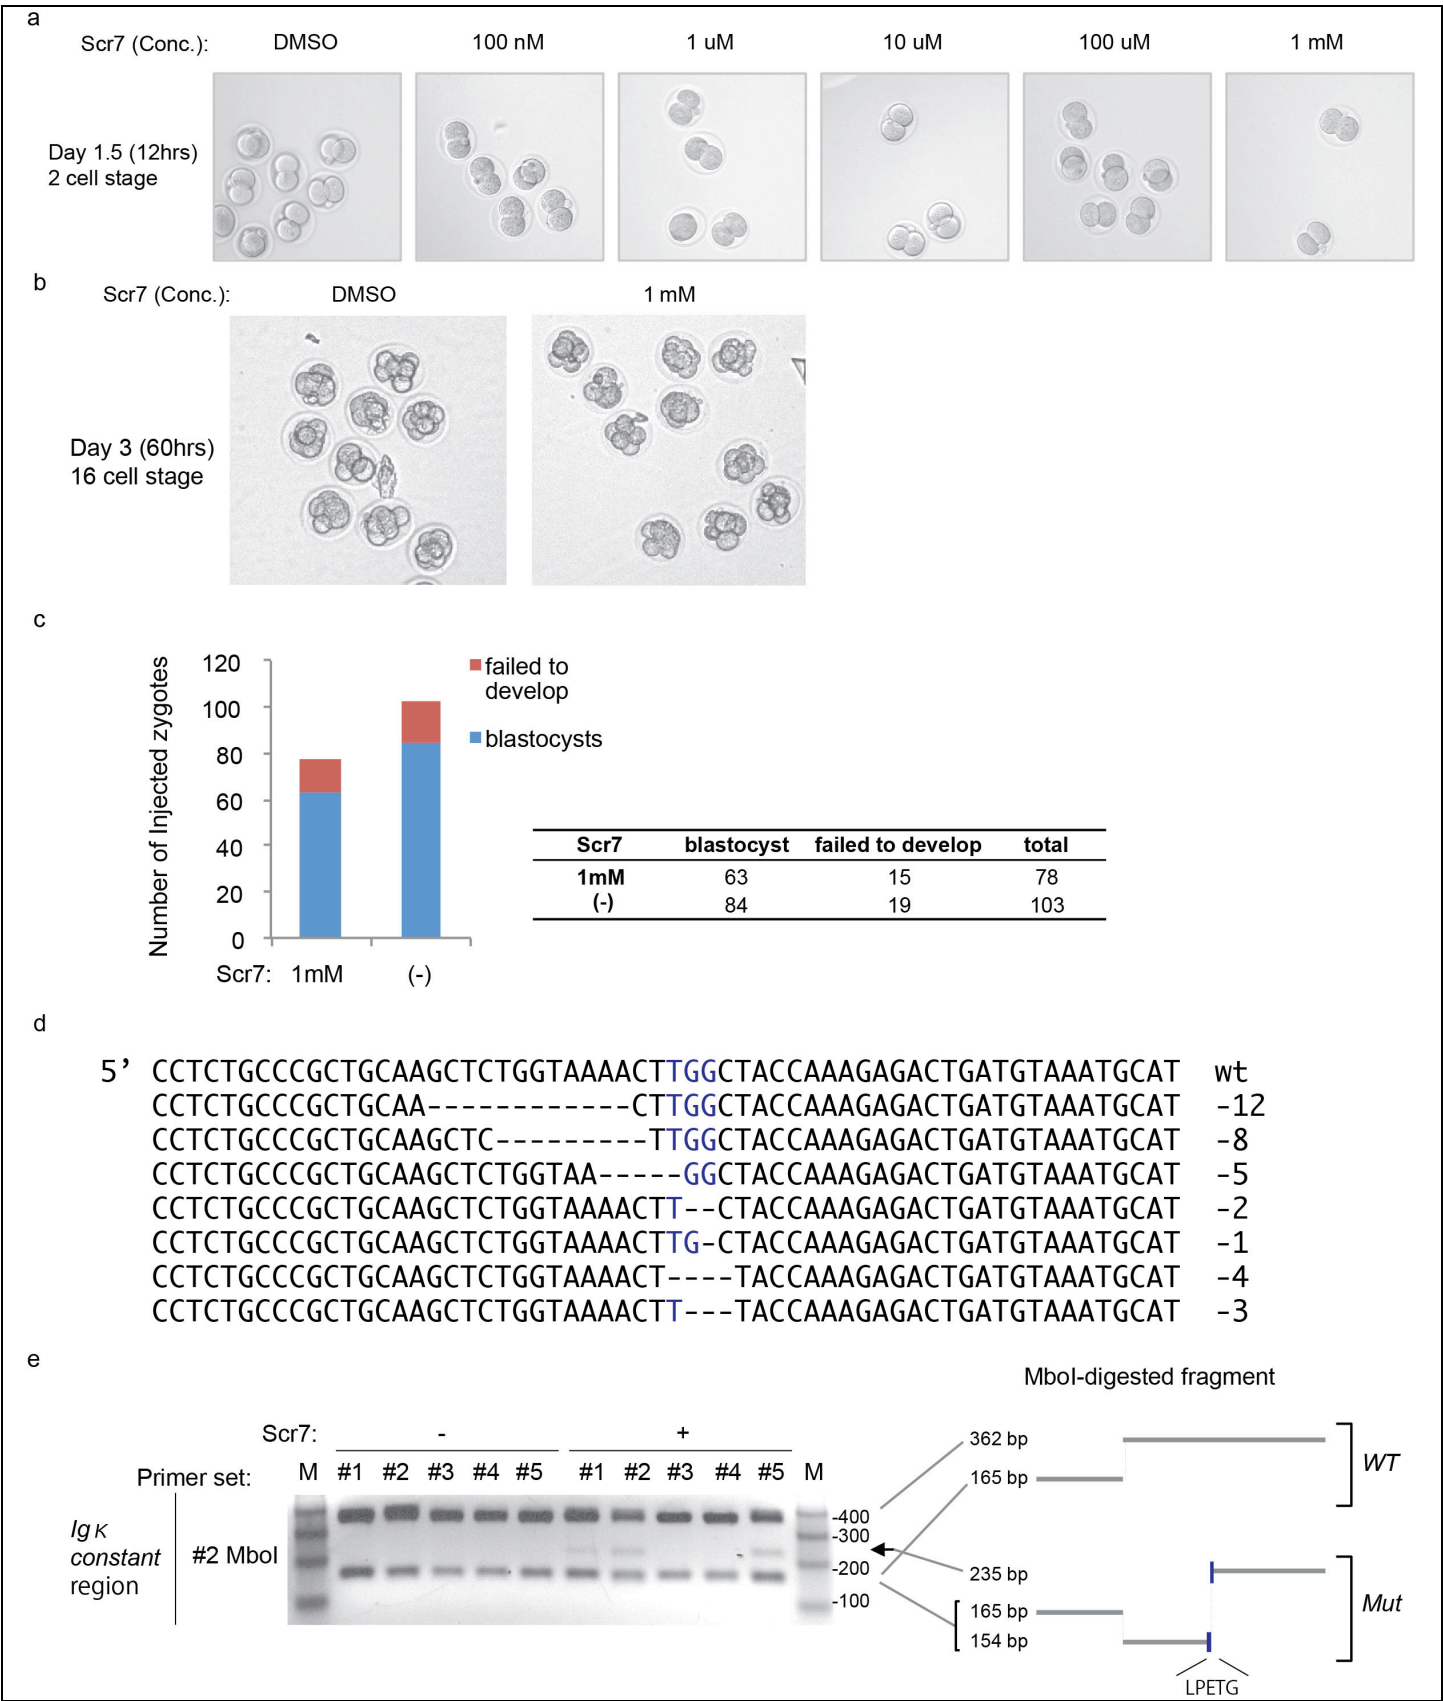 a
Scr7 (Conc.): DMSO 100 nM 1 uM 10 uM 100 uM 1 mM
Day 1.5 (12hrs)
2 cell stage
b
Scr7 (Conc.): DMSO 1 mM
Day 3 (60hrs)
16 cell stage
c
Number of Injected zygotes
120
100
80
60
40
20
0
Scr7: 1mM (-)
failed to
develop
blastocysts
Scr7 blastocyst failed to develop total
1mM 63 15 78
(-) 84 19 103
d
5’ CCTCTGCCCGCTGCAAGCTCTGGTAAAACTTGGCTACCAAAGAGACTGATGTAAATGCAT wt
CCTCTGCCCGCTGCAA------------CTTGGCTACCAAAGAGACTGATGTAAATGCAT -12
CCTCTGCCCGCTGCAAGCTC---------TTGGCTACCAAAGAGACTGATGTAAATGCAT -8
CCTCTGCCCGCTGCAAGCTCTGGTAA-----GGCTACCAAAGAGACTGATGTAAATGCAT -5
CCTCTGCCCGCTGCAAGCTCTGGTAAAACTT--CTACCAAAGAGACTGATGTAAATGCAT -2
CCTCTGCCCGCTGCAAGCTCTGGTAAAACTTG-CTACCAAAGAGACTGATGTAAATGCAT -1
CCTCTGCCCGCTGCAAGCTCTGGTAAAACT----TACCAAAGAGACTGATGTAAATGCAT -4
CCTCTGCCCGCTGCAAGCTCTGGTAAAACTT---TACCAAAGAGACTGATGTAAATGCAT -3
e
Scr7: - +
Primer set: M #1 #2 #3 #4 #5 #1 #2 #3 #4 #5 M
Igκ
constant
region
#2 MboI
-400
-300
-200
-100
MboI-digested fragment
362 bp
165 bp
WT
235 bp
165 bp
154 bp
Mut
LPETG